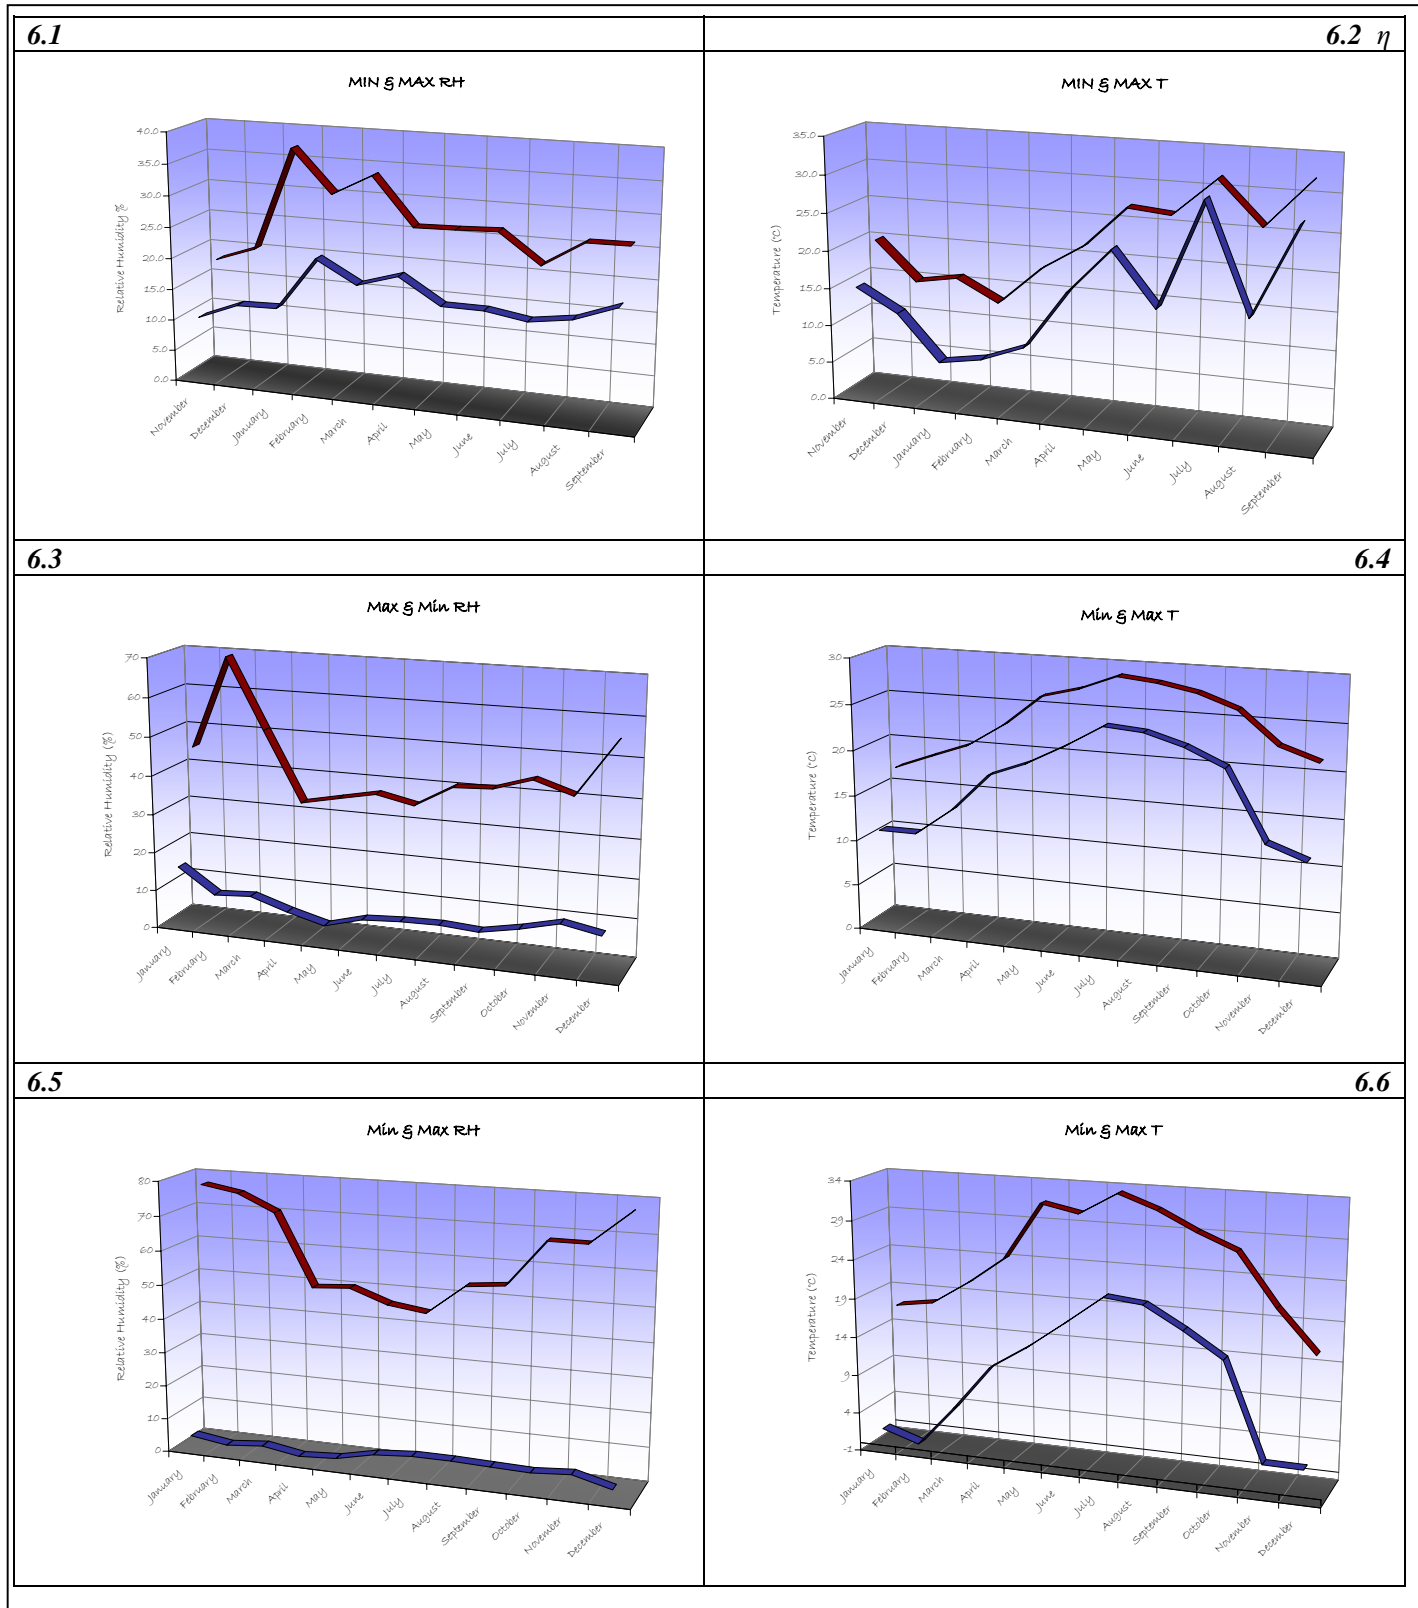 6.1
6.2 η
MIN & MAX RH
Relative Humidity %
40.0
35.0
30.0
25.0
20.0
15.0
10.0
5.0
0.0
November
December
January
February
March
April
May
June
July
August
September
MIN & MAX T
Temperature (°C)
35.0
30.0
25.0
20.0
15.0
10.0
5.0
0.0
November
December
January
February
March
April
May
June
July
August
September
6.3
6.4
Max & Min RH
Relative Humidity (%)
70
60
50
40
30
20
10
0
January
February
March
April
May
June
July
August
September
October
November
December
Min & Max T
Temperature (°C)
30
25
20
15
10
5
0
January
February
March
April
May
June
July
August
September
October
November
December
6.5
6.6
Min & Max RH
Relative Humidity (%)
80
70
60
50
40
30
20
10
0
January
February
March
April
May
June
July
August
September
October
November
December
Min & Max T
Temperature (°C)
34
29
24
19
14
9
4
-1
January
February
March
April
May
June
July
August
September
October
November
December